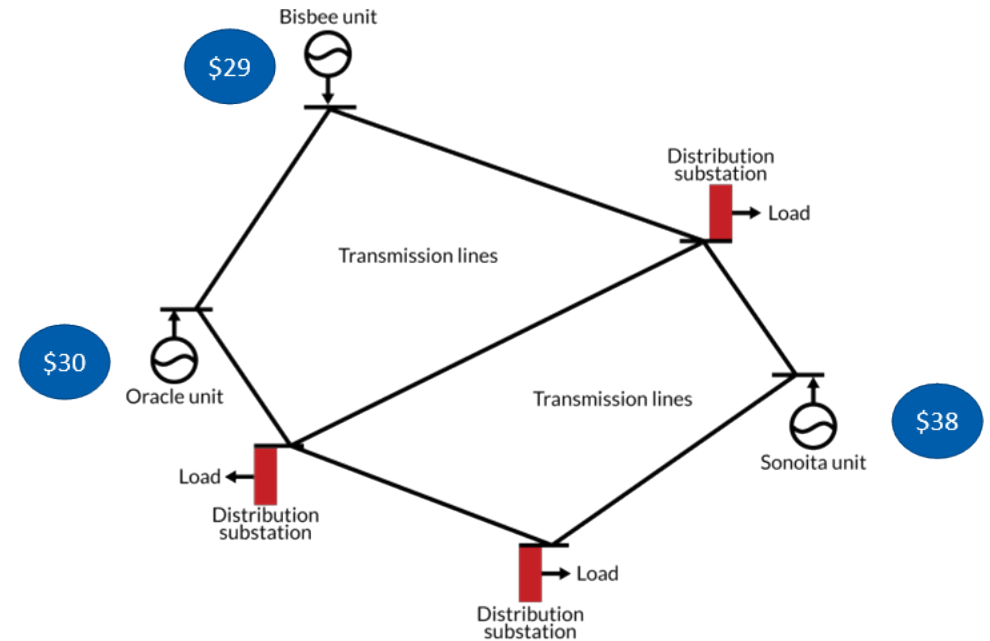 Bisbee unit
$29
Distribution
substation
Load
Transmission lines
$30
Oracle unit
Transmission lines
$38
Sonoita unit
Load
Distribution
substation
Load
Distribution
substation